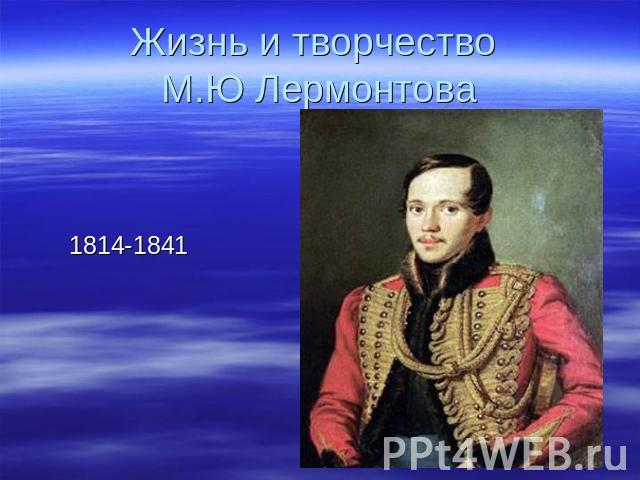 Жизнь и творчество
М.Ю Лермонтова
1814-1841
PPt4WEB.ru